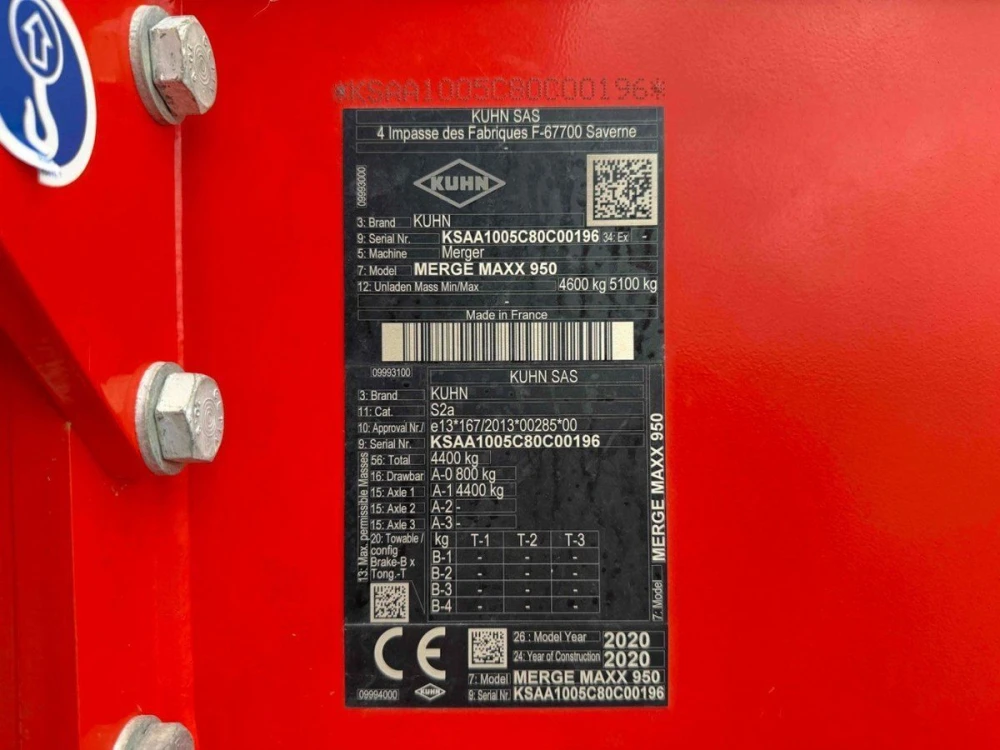 *KSAA1005C80C00196*
KUHN SAS
4 Impasse des Fabriques F-67700 Saverne
09993000
KUHN
3: Brand KUHN
9: Serial Nr. KSAA1005C80C00196 34: Ex -
5: Machine Merger
7: Model MERGE MAXX 950
12: Unladen Mass Min/Max 4600 kg 5100 kg
-
Made in France
09993100 KUHN SAS
3: Brand KUHN
11: Cat. S2a
10: Approval Nr./ e13*167/2013*00285*00
9: Serial Nr. KSAA1005C80C00196
13: Max. permissible Masses
56: Total 4400 kg
16: Drawbar A-0 800 kg
15: Axle 1 A-1 4400 kg
15: Axle 2 A-2 -
15: Axle 3 A-3 -
20: Towable / kg T-1 T-2 T-3
config B-1 - - -
Brake-B x B-2 - - -
Tong.-T B-3 - - -
B-4 - - -
7: Model MERGE MAXX 950
CE
26 : Model Year 2020
24: Year of Construction 2020
7: Model MERGE MAXX 950
09994000 KUHN 9: Serial Nr. KSAA1005C80C00196